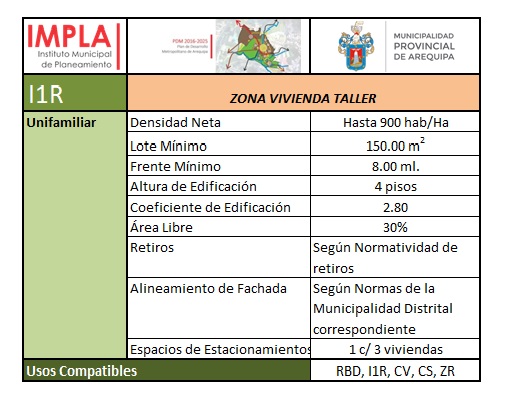 IMPLA
Instituto Municipal
de Planeamiento
PDM 2016-2025
Plan de Desarrollo
Metropolitano de Arequipa
MUNICIPALIDAD
PROVINCIAL
DE AREQUIPA
I1R
ZONA VIVIENDA TALLER
Unifamiliar
Densidad Neta Hasta 900 hab/Ha
Lote Mínimo 150.00 m²
Frente Mínimo 8.00 ml.
Altura de Edificación 4 pisos
Coeficiente de Edificación 2.80
Área Libre 30%
Retiros Según Normatividad de
retiros
Alineamiento de Fachada Según Normas de la
Municipalidad Distrital
correspondiente
Espacios de Estacionamientos 1 c/ 3 viviendas
Usos Compatibles RBD, I1R, CV, CS, ZR